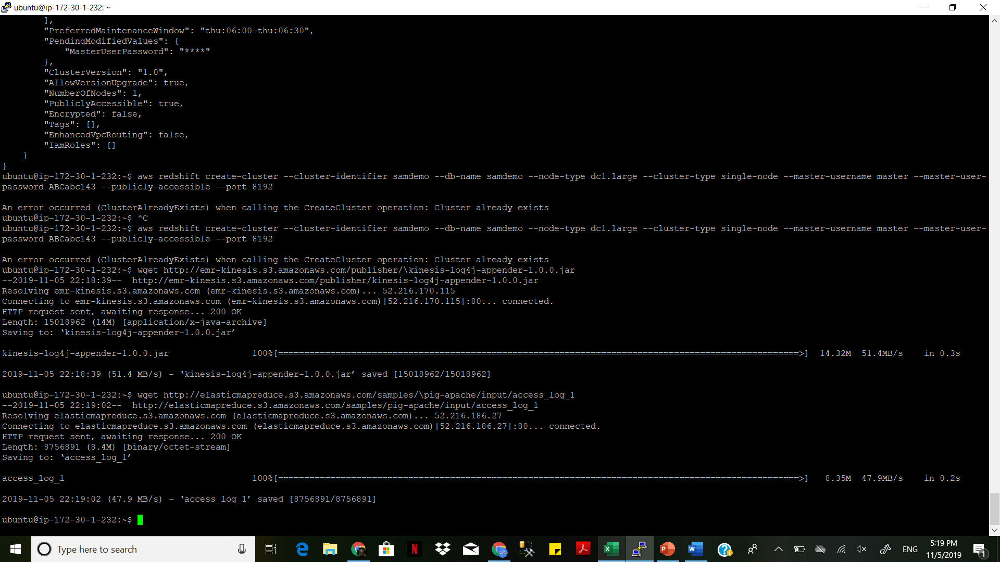 ubuntu@ip-172-30-1-232: ~
],
"PreferredMaintenanceWindow": "thu:06:00-thu:06:30",
"PendingModifiedValues": {
"MasterUserPassword": "****"
},
"ClusterVersion": "1.0",
"AllowVersionUpgrade": true,
"NumberOfNodes": 1,
"PubliclyAccessible": true,
"Encrypted": false,
"Tags": [],
"EnhancedVpcRouting": false,
"IamRoles": []
}
}
ubuntu@ip-172-30-1-232:~$ aws redshift create-cluster --cluster-identifier samdemo --db-name samdemo --node-type dc1.large --cluster-type single-node --master-username master --master-user-
password ABCabc143 --publicly-accessible --port 8192
An error occurred (ClusterAlreadyExists) when calling the CreateCluster operation: Cluster already exists
ubuntu@ip-172-30-1-232:~$ ^C
ubuntu@ip-172-30-1-232:~$ aws redshift create-cluster --cluster-identifier samdemo --db-name samdemo --node-type dc1.large --cluster-type single-node --master-username master --master-user-
password ABCabc143 --publicly-accessible --port 8192
An error occurred (ClusterAlreadyExists) when calling the CreateCluster operation: Cluster already exists
ubuntu@ip-172-30-1-232:~$ wget http://emr-kinesis.s3.amazonaws.com/publisher/\kinesis-log4j-appender-1.0.0.jar
--2019-11-05 22:18:39--  http://emr-kinesis.s3.amazonaws.com/publisher/kinesis-log4j-appender-1.0.0.jar
Resolving emr-kinesis.s3.amazonaws.com (emr-kinesis.s3.amazonaws.com)... 52.216.170.115
Connecting to emr-kinesis.s3.amazonaws.com (emr-kinesis.s3.amazonaws.com)|52.216.170.115|:80... connected.
HTTP request sent, awaiting response... 200 OK
Length: 15018962 (14M) [application/x-java-archive]
Saving to: ‘kinesis-log4j-appender-1.0.0.jar’
kinesis-log4j-appender-1.0.0.jar 100%[====================================================================================================>] 14.32M 51.4MB/s in 0.3s
2019-11-05 22:18:39 (51.4 MB/s) - ‘kinesis-log4j-appender-1.0.0.jar’ saved [15018962/15018962]
ubuntu@ip-172-30-1-232:~$ wget http://elasticmapreduce.s3.amazonaws.com/samples/\pig-apache/input/access_log_1
--2019-11-05 22:19:02--  http://elasticmapreduce.s3.amazonaws.com/samples/pig-apache/input/access_log_1
Resolving elasticmapreduce.s3.amazonaws.com (elasticmapreduce.s3.amazonaws.com)... 52.216.186.27
Connecting to elasticmapreduce.s3.amazonaws.com (elasticmapreduce.s3.amazonaws.com)|52.216.186.27|:80... connected.
HTTP request sent, awaiting response... 200 OK
Length: 8756891 (8.4M) [binary/octet-stream]
Saving to: ‘access_log_1’
access_log_1 100%[====================================================================================================>] 8.35M 47.9MB/s in 0.2s
2019-11-05 22:19:02 (47.9 MB/s) - ‘access_log_1’ saved [8756891/8756891]
ubuntu@ip-172-30-1-232:~$
Type here to search
ENG
5:19 PM
11/5/2019
1